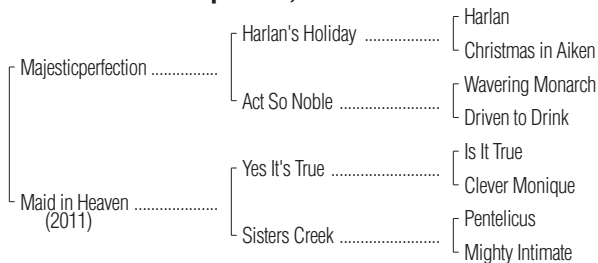 Harlan
Harlan's Holiday ..................
Christmas in Aiken
Majesticperfection ................
Wavering Monarch
Act So Noble ........................
Driven to Drink
Is It True
Yes It's True ..........................
Clever Monique
Maid in Heaven ....................
(2011)
Pentelicus
Sisters Creek ........................
Mighty Intimate